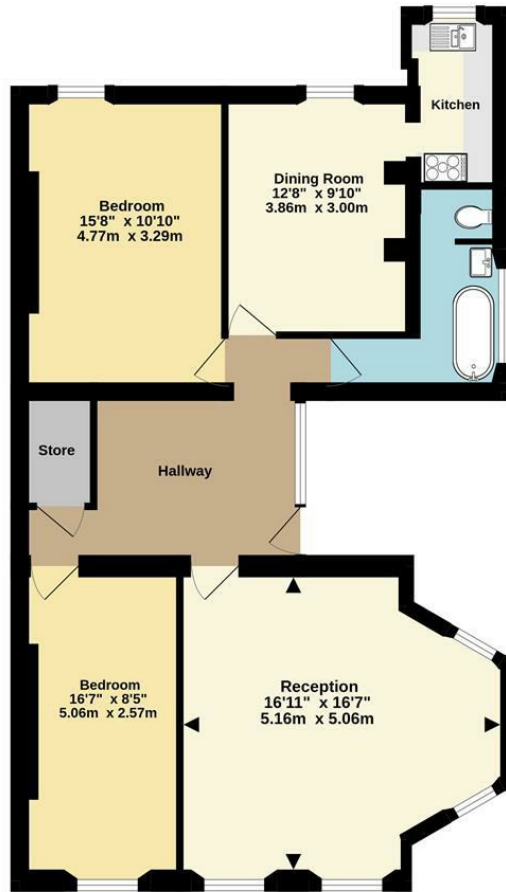 Kitchen
Bedroom
15'8" x 10'10"
4.77m x 3.29m
Dining Room
12'8" x 9'10"
3.86m x 3.00m
Store
Hallway
Bedroom
16'7" x 8'5"
5.06m x 2.57m
Reception
16'11" x 16'7"
5.16m x 5.06m